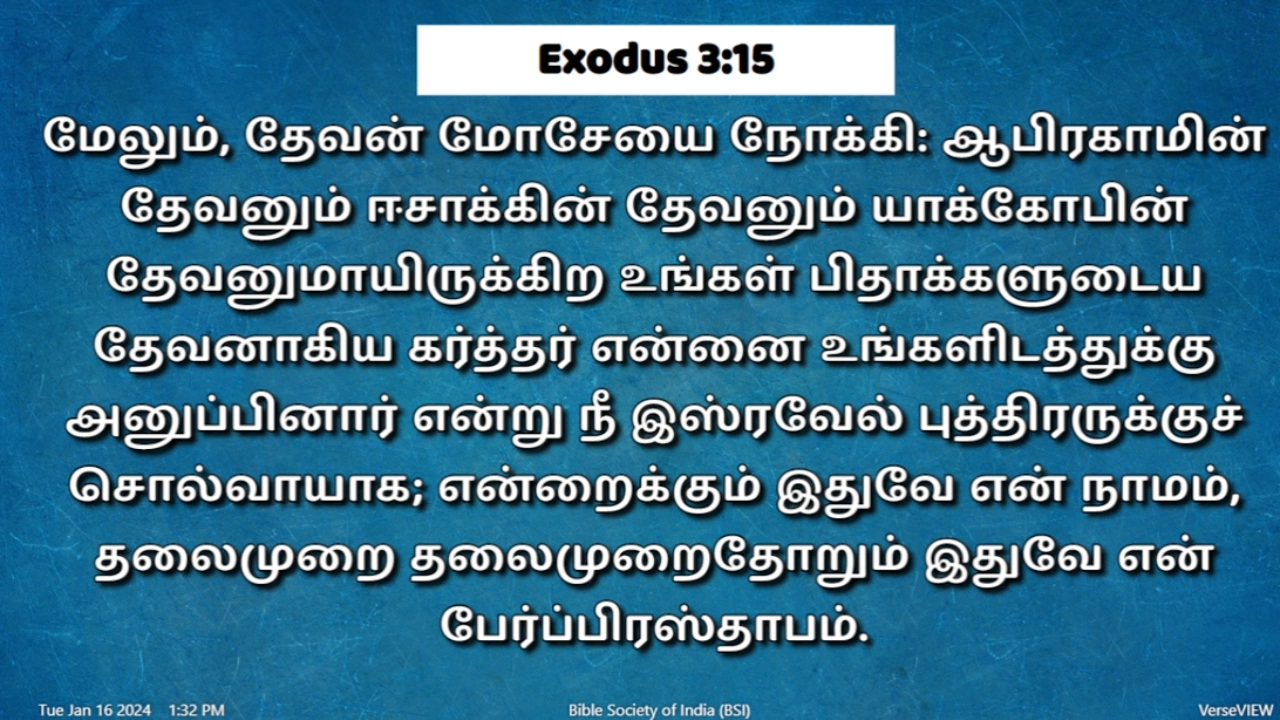 Exodus 3:15
மேலும், தேவன் மோசேயை நோக்கி: ஆபிரகாமின்
தேவனும் ஈசாக்கின் தேவனும் யாக்கோபின்
தேவனுமாயிருக்கிற உங்கள் பிதாக்களுடைய
தேவனாகிய கர்த்தர் என்னை உங்களிடத்துக்கு
அனுப்பினார் என்று நீ இஸ்ரவேல் புத்திரருக்குச்
சொல்வாயாக; என்றைக்கும் இதுவே என் நாமம்,
தலைமுறை தலைமுறைதோறும் இதுவே என்
பேர்ப்பிரஸ்தாபம்.
Tue Jan 16 2024 1:32 PM Bible Society of India (BSI) VerseVIEW